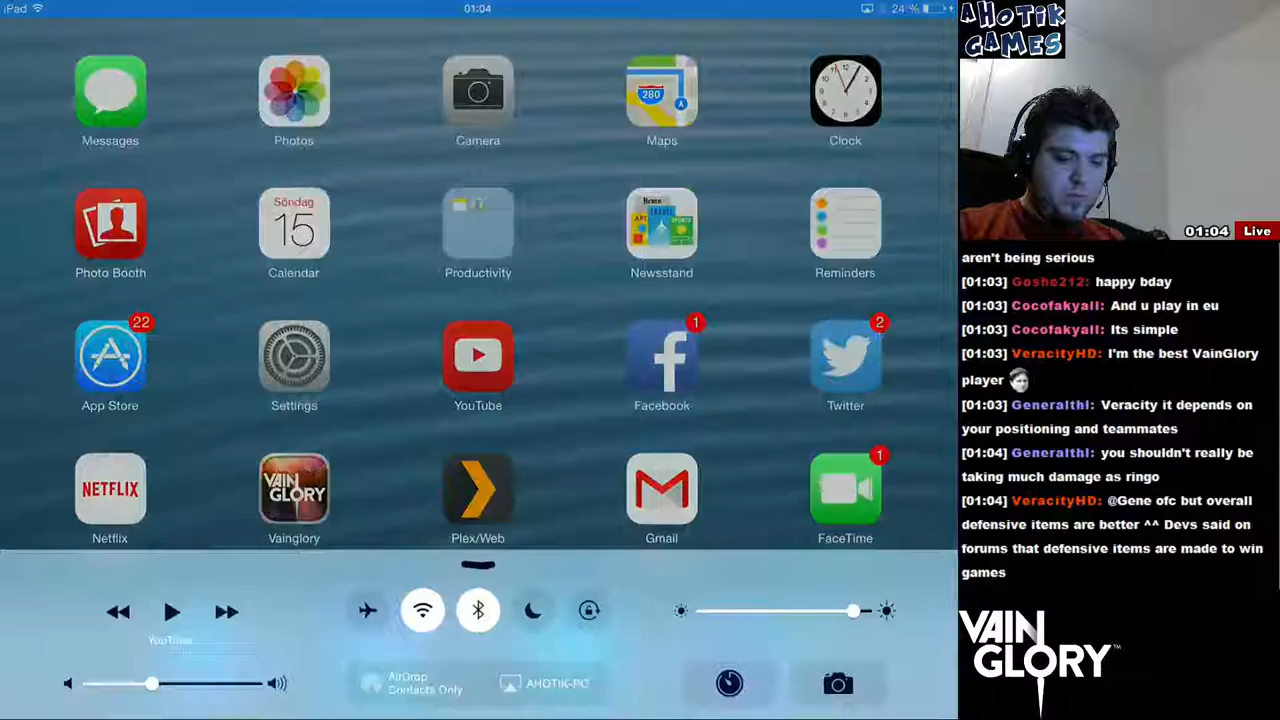 iPad 01:04 24 %
Messages Photos Camera Maps Clock
280
12
Söndag
15
Photo Booth Calendar Productivity Newsstand Reminders
22 1 2
App Store Settings YouTube Facebook Twitter
NETFLIX VAIN GLORY 1
Netflix Vainglory Plex/Web Gmail FaceTime
YouTube
AirDrop
Contacts Only
AHOTIK-PC
AHOTIK
GAMES
01:04 Live
aren't being serious
[01:03] Goshe212: happy bday
[01:03] Cocofakyall: And u play in eu
[01:03] Cocofakyall: Its simple
[01:03] VeracityHD: I'm the best VainGlory
player
[01:03] Generalthl: Veracity it depends on
your positioning and teammates
[01:04] Generalthl: you shouldn't really be
taking much damage as ringo
[01:04] VeracityHD: @Gene ofc but overall
defensive items are better ^^ Devs said on
forums that defensive items are made to win
games
VAIN
GLORY™